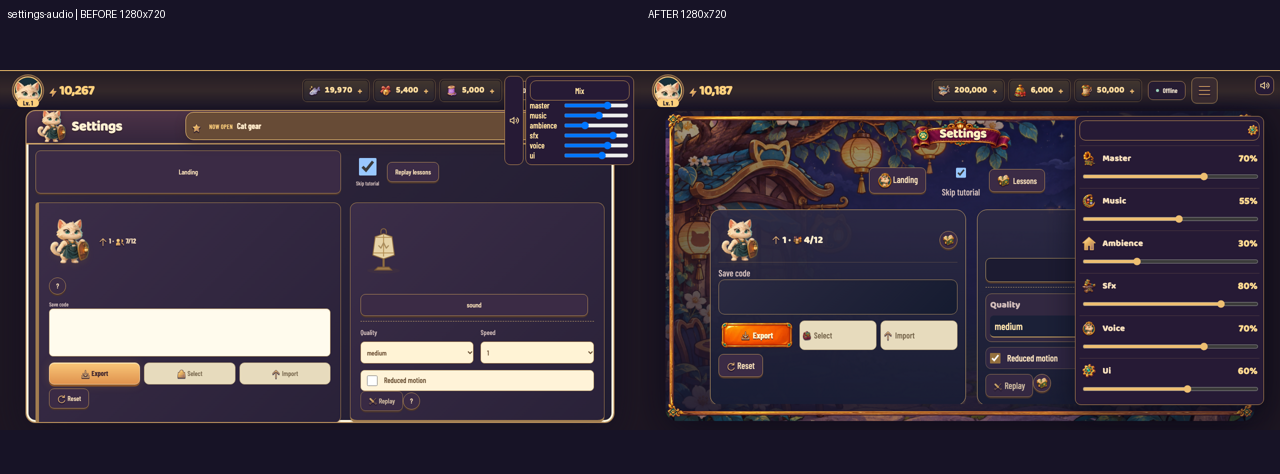 settings-audio | BEFORE 1280x720
AFTER 1280x720
10,267
19,970 +
5,400 +
5,000 +
Lv. 1
Settings
NOW OPEN Cat gear
Mix
master
music
ambience
sfx
voice
ui
Landing
Skip tutorial
Replay lessons
1 · 7/12
?
Save code
Export
Select
Import
Reset
sound
Quality
Speed
medium
1
Reduced motion
Replay
?
10,187
200,000 +
6,000 +
50,000 +
Offline
Lv. 1
Settings
Landing
Skip tutorial
Lessons
1 · 4/12
Save code
Export
Select
Import
Reset
Quality
medium
Reduced motion
Replay
Master 70%
Music 55%
Ambience 30%
Sfx 80%
Voice 70%
Ui 60%